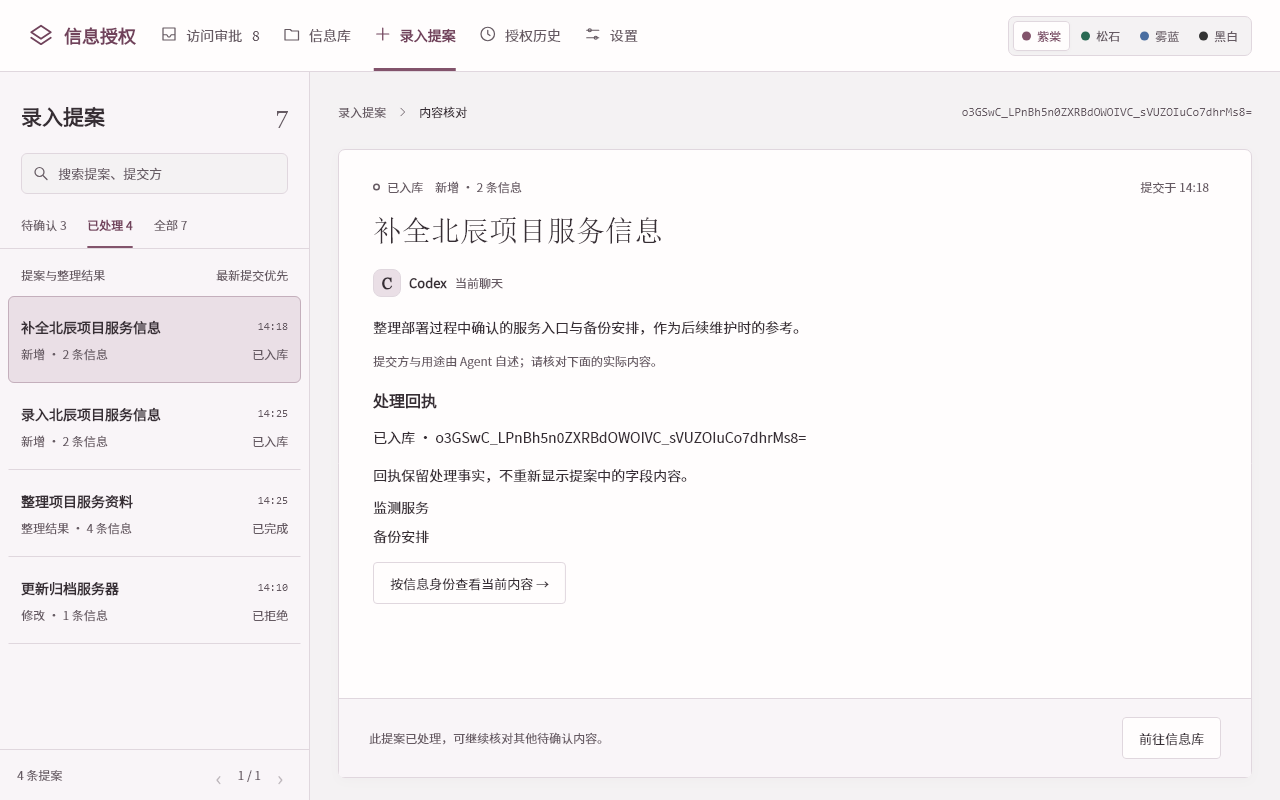 信息授权
访问审批 8
信息库
录入提案
授权历史
设置
紫棠
松石
雾蓝
黑白
录入提案
7
搜索提案、提交方
待确认 3
已处理 4
全部 7
提案与整理结果
最新提交优先
补全北辰项目服务信息
14:18
新增 · 2 条信息
已入库
录入北辰项目服务信息
14:25
新增 · 2 条信息
已入库
整理项目服务资料
14:25
整理结果 · 4 条信息
已完成
更新归档服务器
14:10
修改 · 1 条信息
已拒绝
4 条提案
‹ 1 / 1 ›
录入提案 > 内容核对
o3GSwC_LPnBh5n0ZXRBdOWOIVC_sVUZOIuCo7dhrMs8=
已入库 新增 · 2 条信息
提交于 14:18
补全北辰项目服务信息
C Codex 当前聊天
整理部署过程中确认的服务入口与备份安排，作为后续维护时的参考。
提交方与用途由 Agent 自述；请核对下面的实际内容。
处理回执
已入库 · o3GSwC_LPnBh5n0ZXRBdOWOIVC_sVUZOIuCo7dhrMs8=
回执保留处理事实，不重新显示提案中的字段内容。
监测服务
备份安排
按信息身份查看当前内容 →
此提案已处理，可继续核对其他待确认内容。
前往信息库